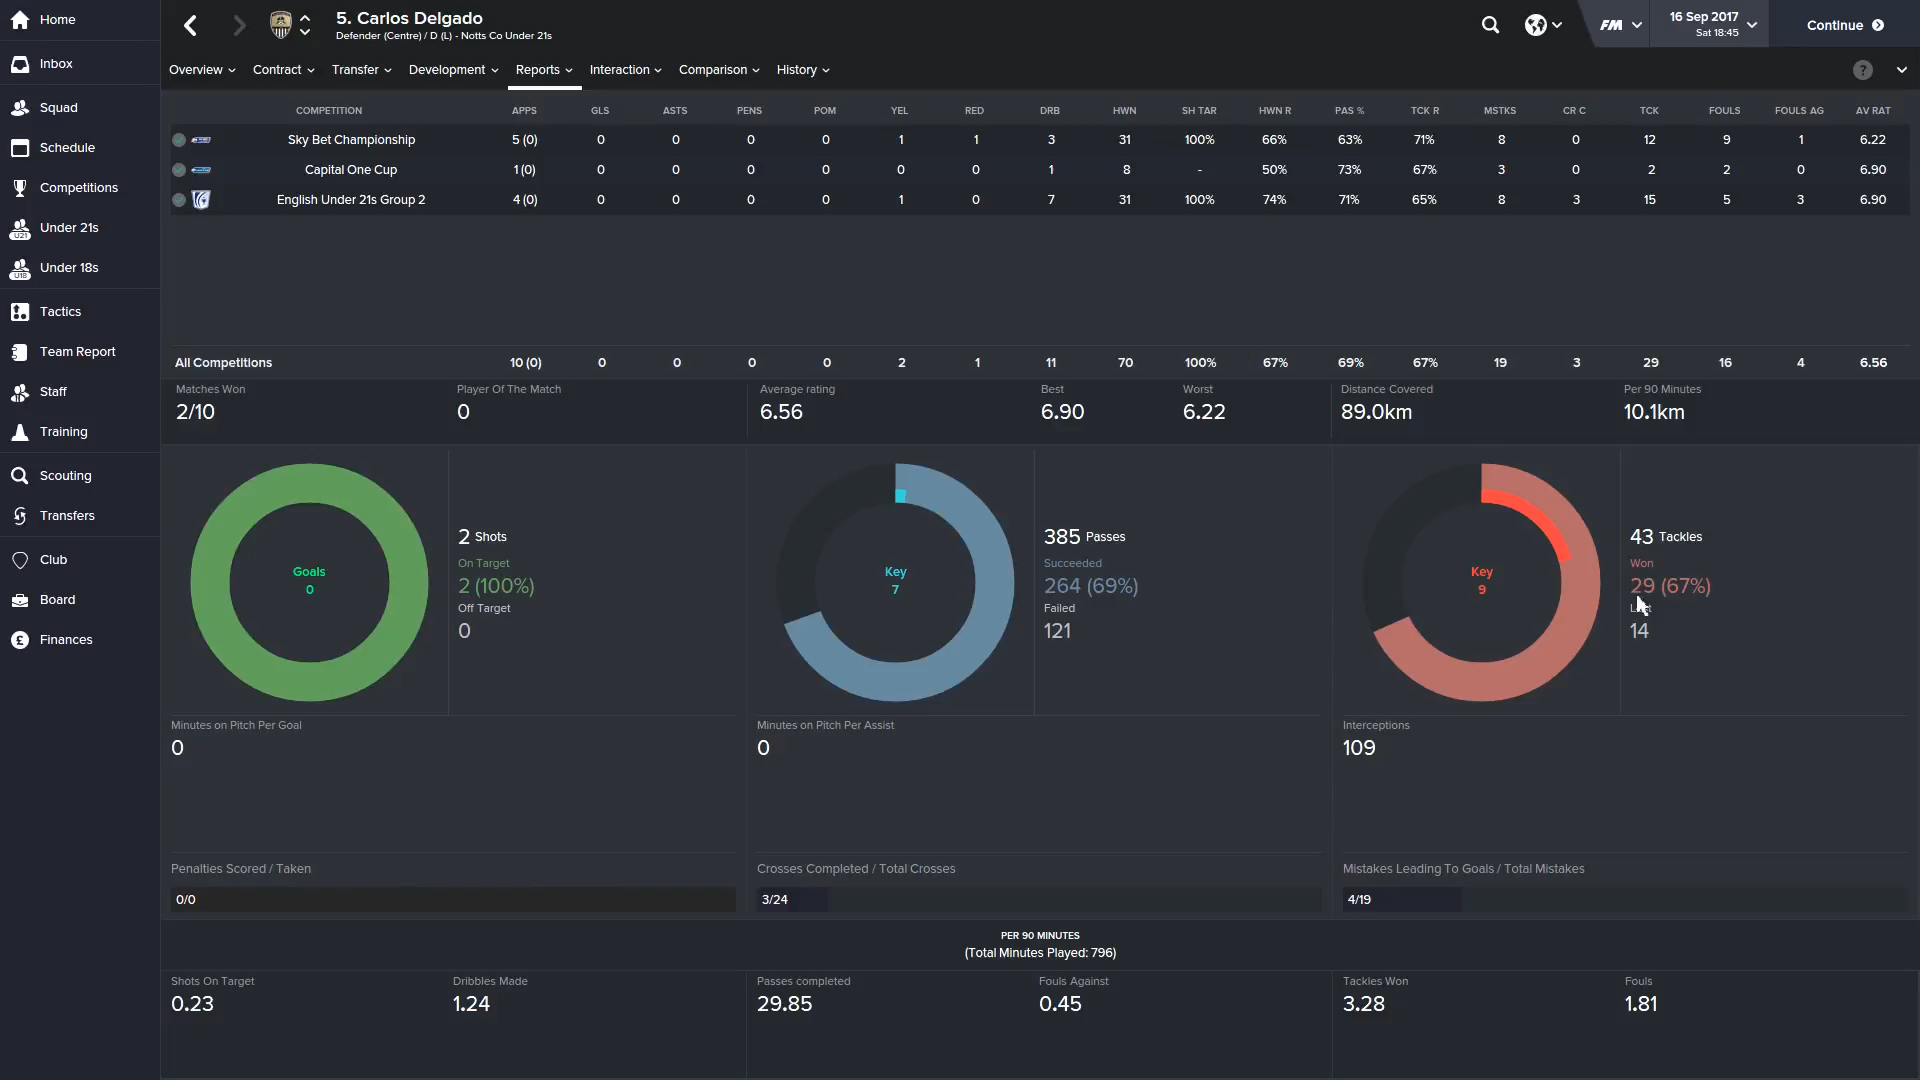 Home
Inbox
Squad
Schedule
Competitions
U21
Under 21s
U18
Under 18s
Tactics
Team Report
Staff
Training
Scouting
Transfers
Club
Board
£
Finances
5. Carlos Delgado
Defender (Centre) / D (L) - Notts Co Under 21s
FM
16 Sep 2017
Sat 18:45
Continue
Overview Contract Transfer Development Reports Interaction Comparison History
?
COMPETITION APPS GLS ASTS PENS POM YEL RED DRB HWN SH TAR HWN R PAS % TCK R MSTKS CR C TCK FOULS FOULS AG AV RAT
Sky Bet Championship 5 (0) 0 0 0 0 1 1 3 31 100% 66% 63% 71% 8 0 12 9 1 6.22
Capital One Cup 1 (0) 0 0 0 0 0 0 1 8 - 50% 73% 67% 3 0 2 2 0 6.90
English Under 21s Group 2 4 (0) 0 0 0 0 1 0 7 31 100% 74% 71% 65% 8 3 15 5 3 6.90
All Competitions 10 (0) 0 0 0 0 2 1 11 70 100% 67% 69% 67% 19 3 29 16 4 6.56
Matches Won Player Of The Match Average rating Best Worst Distance Covered Per 90 Minutes
2/10 0 6.56 6.90 6.22 89.0km 10.1km
Goals
0
2 Shots
On Target
2 (100%)
Off Target
0
Key
7
385 Passes
Succeeded
264 (69%)
Failed
121
Key
9
43 Tackles
Won
29 (67%)
14
Minutes on Pitch Per Goal
0
Minutes on Pitch Per Assist
0
Interceptions
109
Penalties Scored / Taken
0/0
Crosses Completed / Total Crosses
3/24
Mistakes Leading To Goals / Total Mistakes
4/19
PER 90 MINUTES
(Total Minutes Played: 796)
Shots On Target Dribbles Made Passes completed Fouls Against Tackles Won Fouls
0.23 1.24 29.85 0.45 3.28 1.81